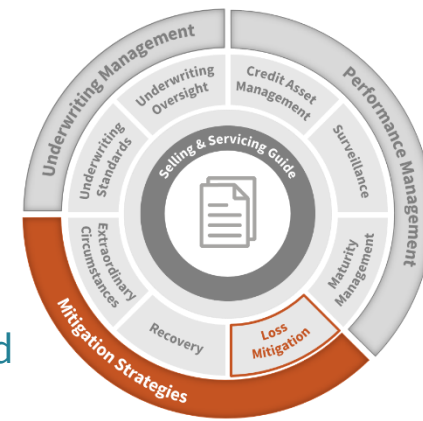 Underwriting Management
Performance Management
Mitigation Strategies
Underwriting
Oversight
Credit Asset
Management
Surveillance
Maturity
Management
Loss
Mitigation
Recovery
Extraordinary
Circumstances
Underwriting
Standards
Selling & Servicing Guide
d